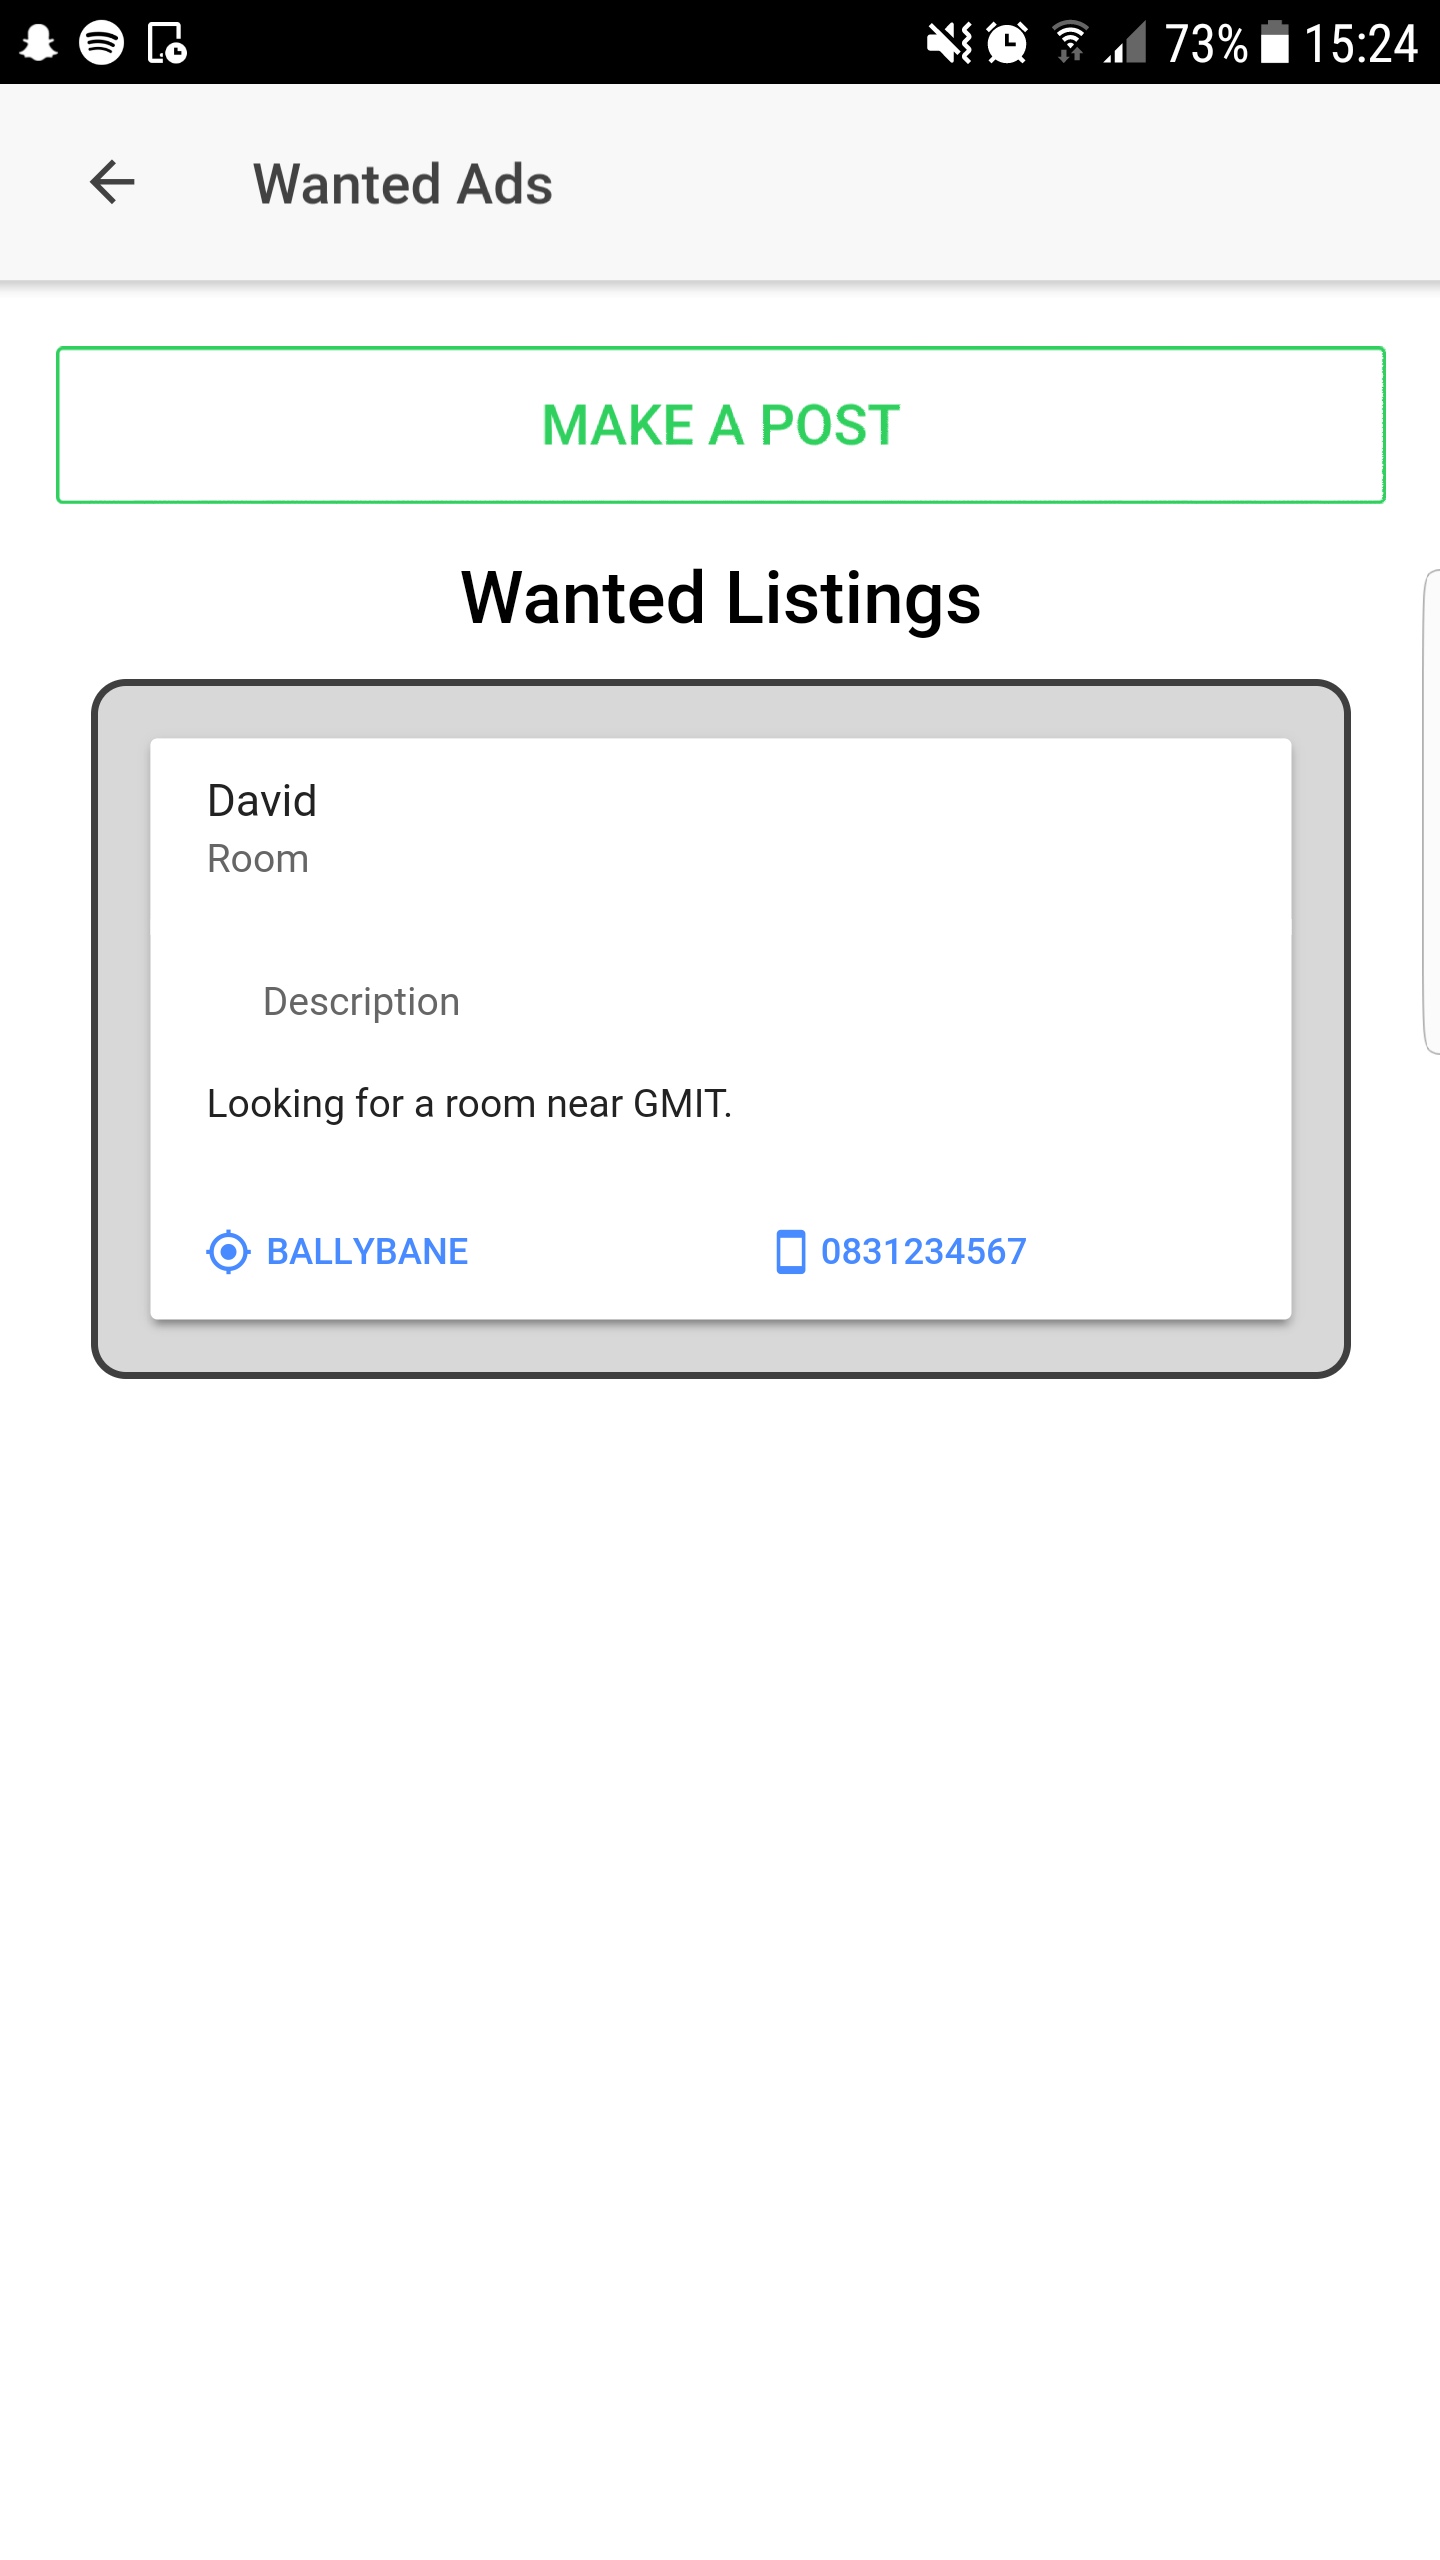 73% 15:24
Wanted Ads
MAKE A POST
Wanted Listings
David
Room
Description
Looking for a room near GMIT.
BALLYBANE 0831234567